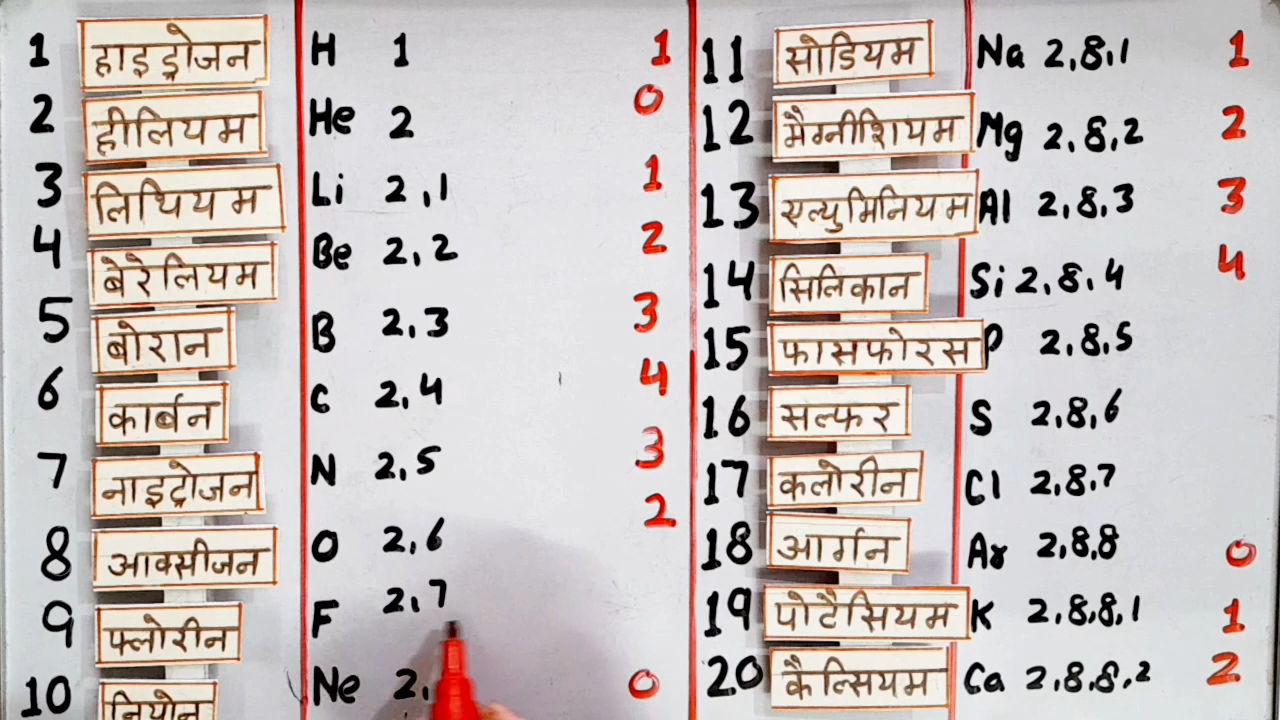 1 हाइड्रोजन H 1 1
2 हीलियम He 2 0
3 लिथियम Li 2,1 1
4 बेरेलियम Be 2,2 2
5 बोरान B 2,3 3
6 कार्बन C 2,4 4
7 नाइट्रोजन N 2,5 3
8 आक्सीजन O 2,6 2
9 फ्लोरीन F 2,7
10 नियोन Ne 2, 0
11 सोडियम Na 2,8,1 1
12 मैग्नीशियम Mg 2,8,2 2
13 एल्युमिनियम Al 2,8,3 3
14 सिलिकान Si 2,8,4 4
15 फासफोरस P 2,8,5
16 सल्फर S 2,8,6
17 कलोरीन Cl 2,8,7
18 आर्गन Ar 2,8,8 0
19 पोटैसियम K 2,8,8,1 1
20 कैल्सियम Ca 2,8,8,2 2